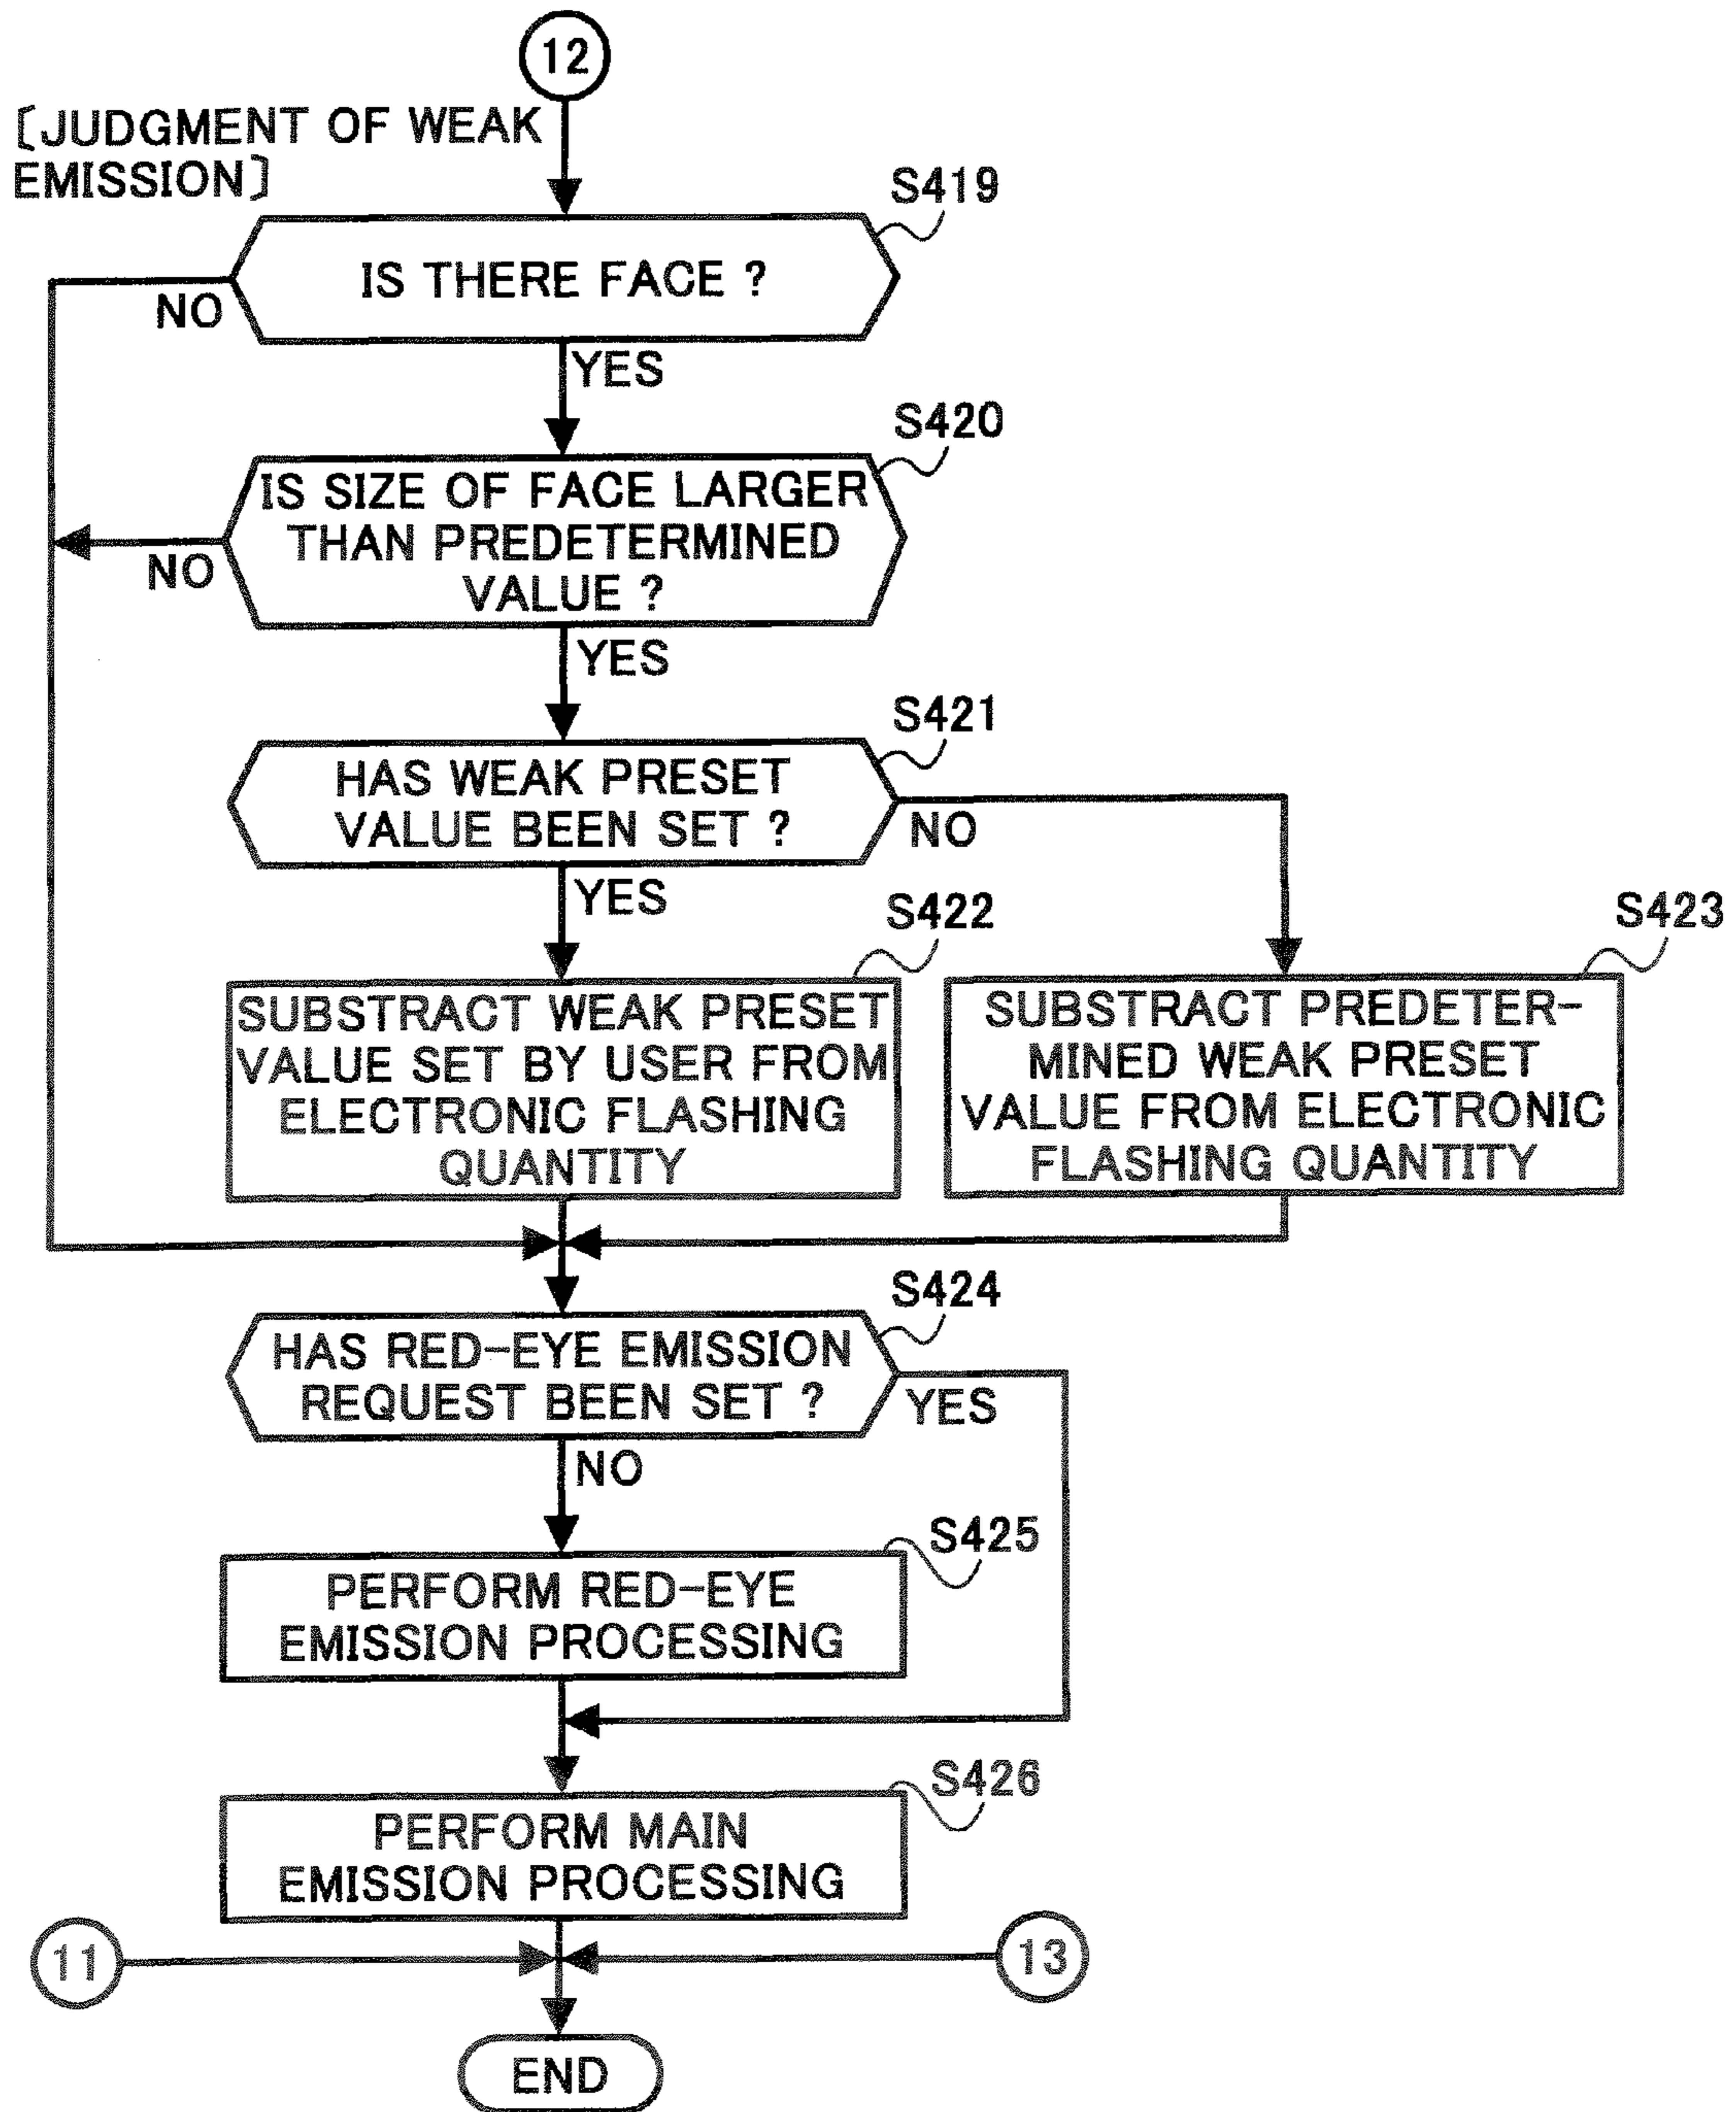 12
[JUDGMENT OF WEAK
EMISSION]
S419
IS THERE FACE ?
NO
YES
S420
IS SIZE OF FACE LARGER
THAN PREDETERMINED
VALUE ?
NO
YES
S421
HAS WEAK PRESET
VALUE BEEN SET ?
NO
YES
S422
S423
SUBSTRACT WEAK PRESET
VALUE SET BY USER FROM
ELECTRONIC FLASHING
QUANTITY
SUBSTRACT PREDETER-
MINED WEAK PRESET
VALUE FROM ELECTRONIC
FLASHING QUANTITY
S424
HAS RED-EYE EMISSION
REQUEST BEEN SET ?
YES
NO
S425
PERFORM RED-EYE
EMISSION PROCESSING
S426
PERFORM MAIN
EMISSION PROCESSING
11
13
END